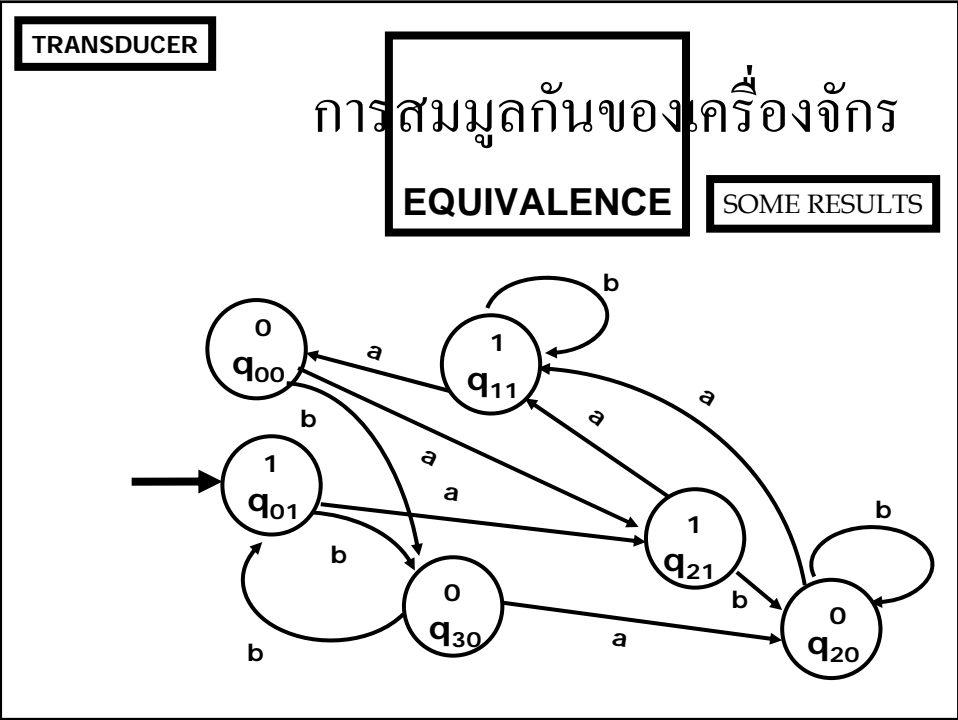 TRANSDUCER
การสมมูลกันของเครื่องจักร
EQUIVALENCE
SOME RESULTS
b
0
q00
a
1
q11
a
b
a
a
1
q01
a
b
1
q21
b
b
0
q30
a
b
0
q20
b